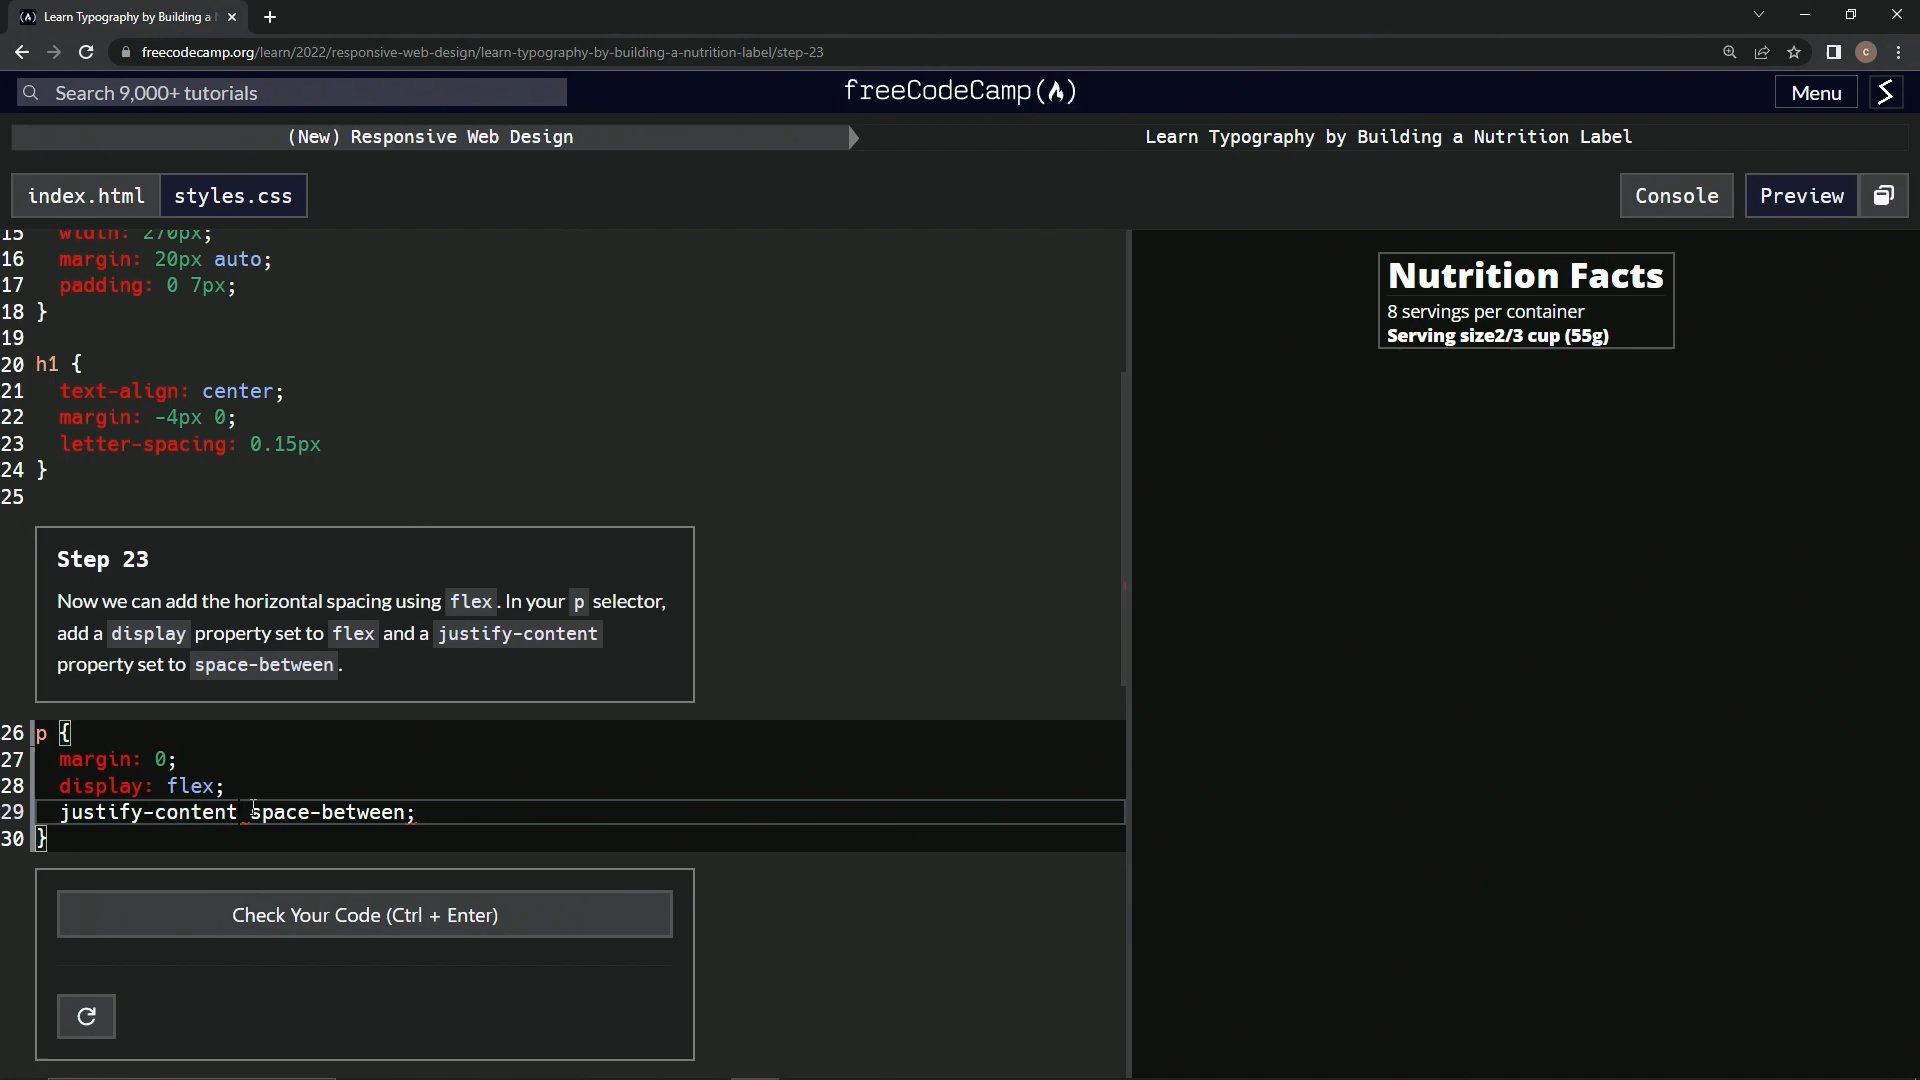 Learn Typography by Building a
freecodecamp.org/learn/2022/responsive-web-design/learn-typography-by-building-a-nutrition-label/step-23
c
Search 9,000+ tutorials
freeCodeCamp(🔥)
Menu
(New) Responsive Web Design
Learn Typography by Building a Nutrition Label
index.html
styles.css
Console
Preview
15 width: 270px;
16 margin: 20px auto;
17 padding: 0 7px;
18 }
19
20 h1 {
21 text-align: center;
22 margin: -4px 0;
23 letter-spacing: 0.15px
24 }
25
Step 23
Now we can add the horizontal spacing using flex. In your p selector,
add a display property set to flex and a justify-content
property set to space-between.
26 p {
27 margin: 0;
28 display: flex;
29 justify-content space-between;
30 }
Check Your Code (Ctrl + Enter)
Nutrition Facts
8 servings per container
Serving size2/3 cup (55g)